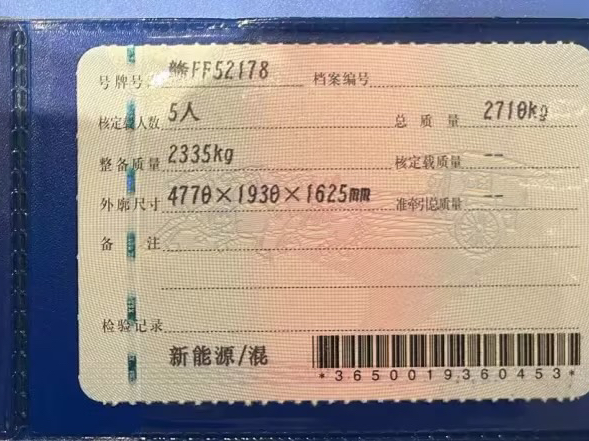 号牌号码 赣FF52178 档案编号
核定载人数 5人 总质量 2710kg
整备质量 2335kg 核定载质量 --
外廓尺寸 4770×1930×1625mm 准牵引总质量 --
备注
检验记录
新能源/混
*3650019360453*